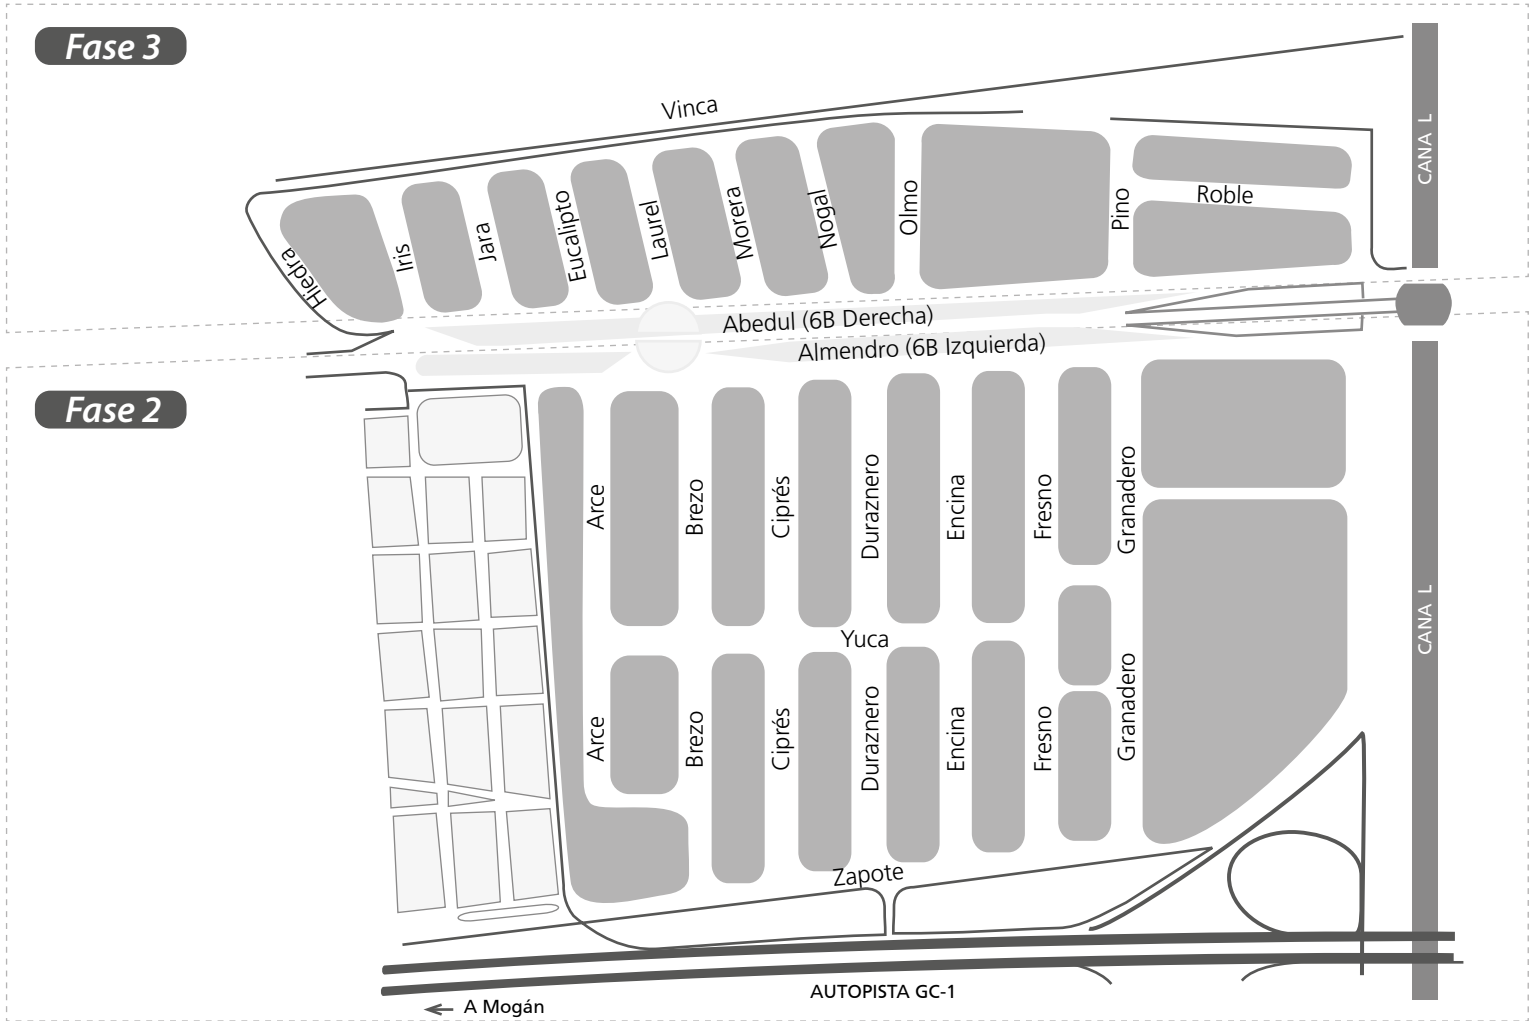 Fase 3
Vinca
CANA L
Hiedra
Iris
Jara
Eucalipto
Laurel
Morera
Nogal
Olmo
Pino
Roble
Abedul (6B Derecha)
Almendro (6B Izquierda)
Fase 2
Arce
Brezo
Ciprés
Duraznero
Encina
Fresno
Granadero
CANA L
Yuca
Arce
Brezo
Ciprés
Duraznero
Encina
Fresno
Granadero
Zapote
AUTOPISTA GC-1
A Mogán